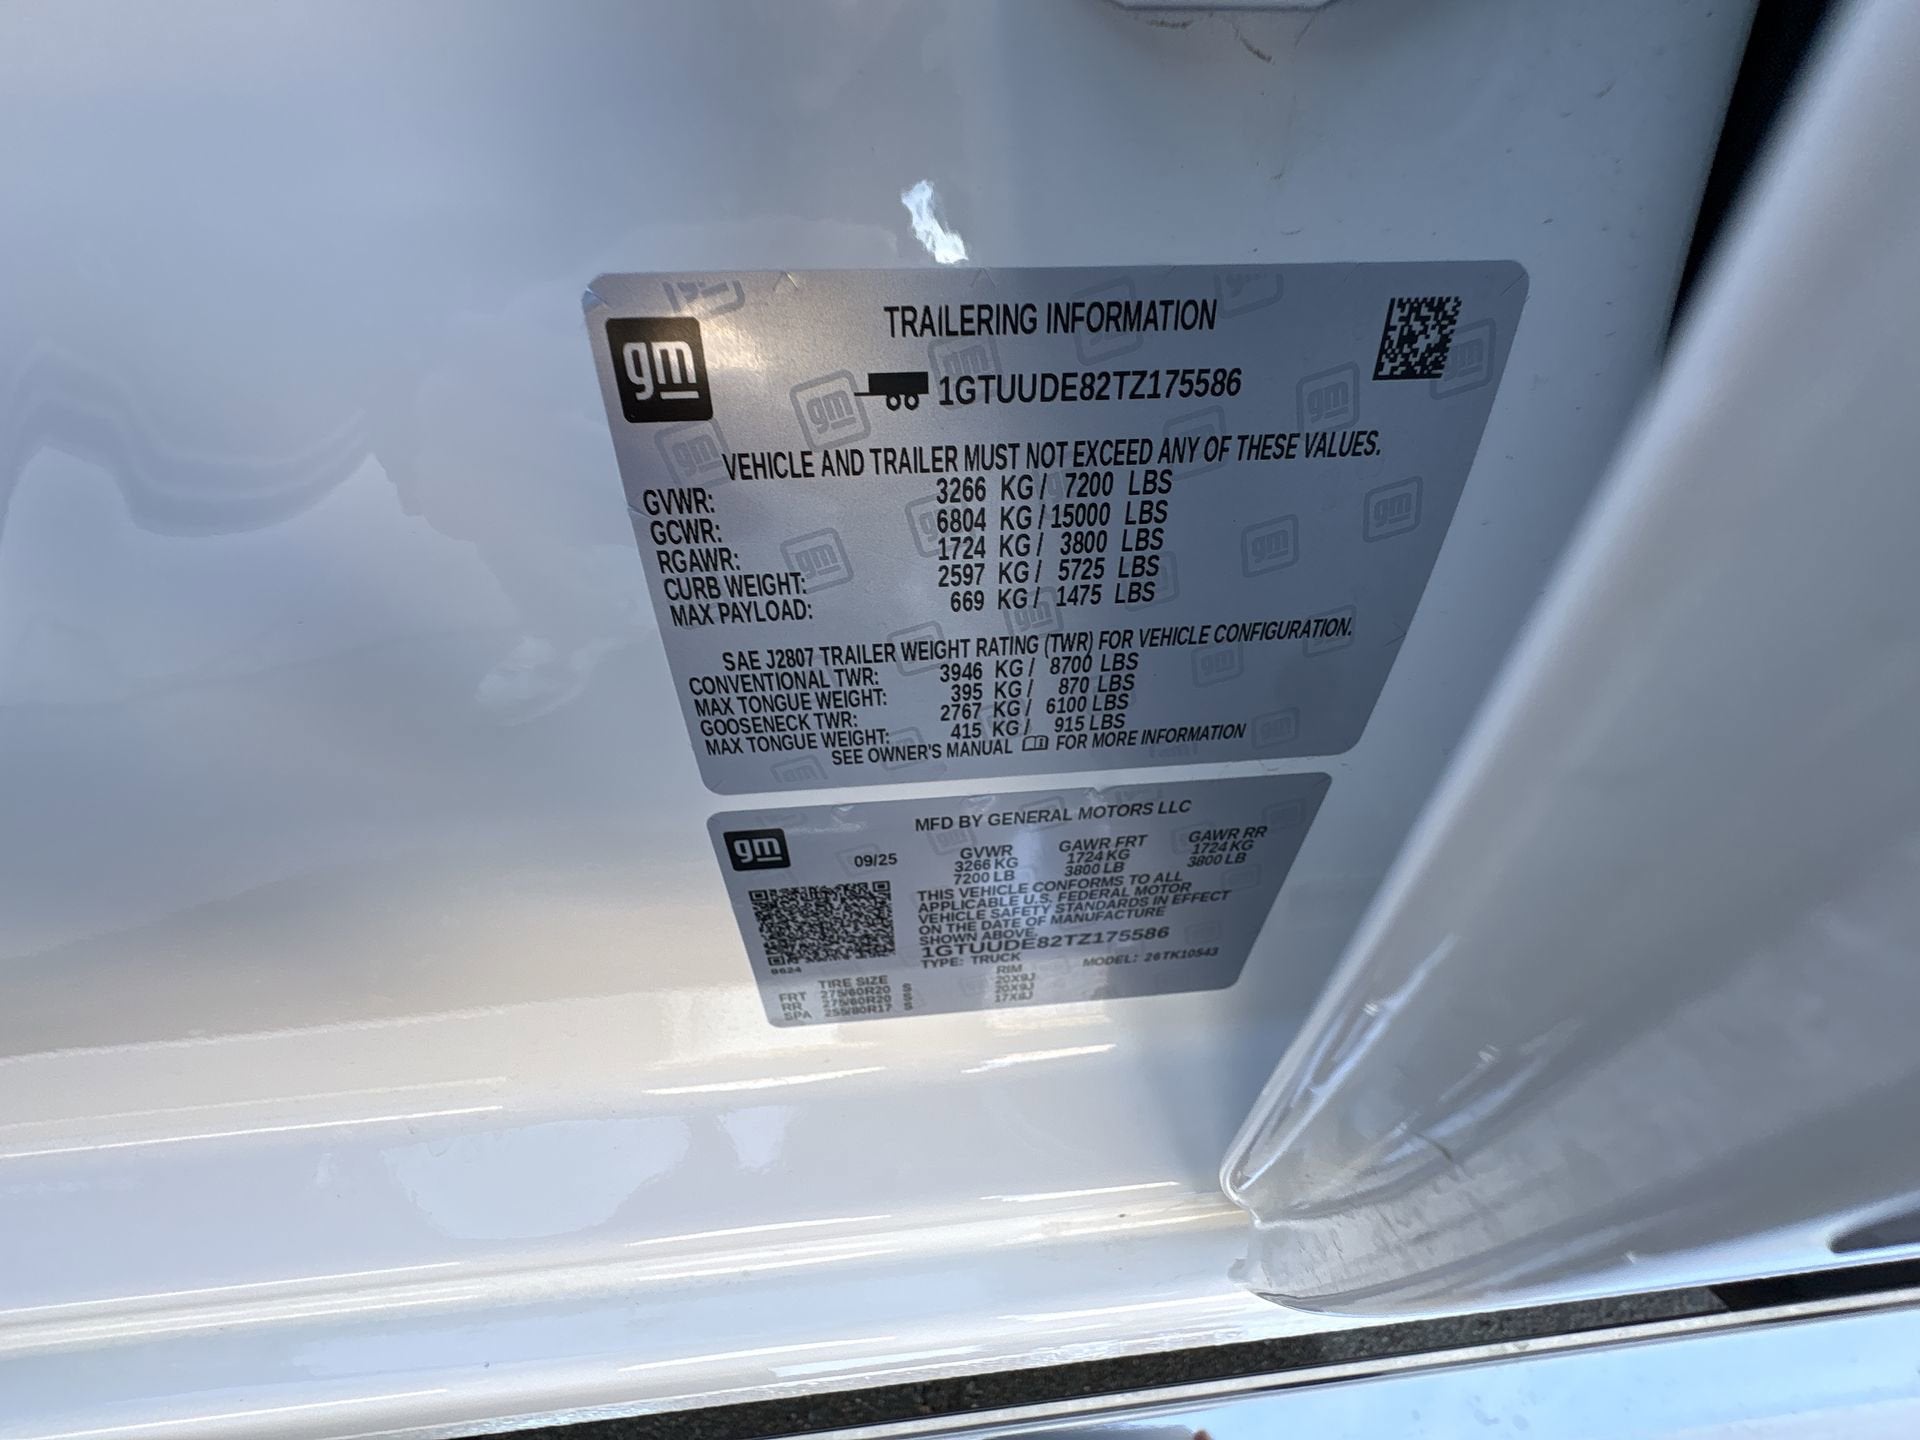 gm
TRAILERING INFORMATION
1GTUUDE82TZ175586
VEHICLE AND TRAILER MUST NOT EXCEED ANY OF THESE VALUES.
GVWR: 3266 KG / 7200 LBS
GCWR: 6804 KG / 15000 LBS
RGAWR: 1724 KG / 3800 LBS
CURB WEIGHT: 2597 KG / 5725 LBS
MAX PAYLOAD: 669 KG / 1475 LBS
SAE J2807 TRAILER WEIGHT RATING (TWR) FOR VEHICLE CONFIGURATION.
CONVENTIONAL TWR: 3946 KG / 8700 LBS
MAX TONGUE WEIGHT: 395 KG / 870 LBS
GOOSENECK TWR: 2767 KG / 6100 LBS
MAX TONGUE WEIGHT: 415 KG / 915 LBS
SEE OWNER'S MANUAL FOR MORE INFORMATION
gm
MFD BY GENERAL MOTORS LLC
09/25 GVWR GAWR FRT GAWR RR
3266 KG 1724 KG 1724 KG
7200 LB 3800 LB 3800 LB
THIS VEHICLE CONFORMS TO ALL
APPLICABLE U.S. FEDERAL MOTOR
VEHICLE SAFETY STANDARDS IN EFFECT
ON THE DATE OF MANUFACTURE
SHOWN ABOVE.
1GTUUDE82TZ175586
TYPE: TRUCK MODEL: 26TK10543
8624
TIRE SIZE RIM
FRT 275/60R20 S 20X9J
RR 275/60R20 S 20X9J
SPA 255/80R17 S 17X8J